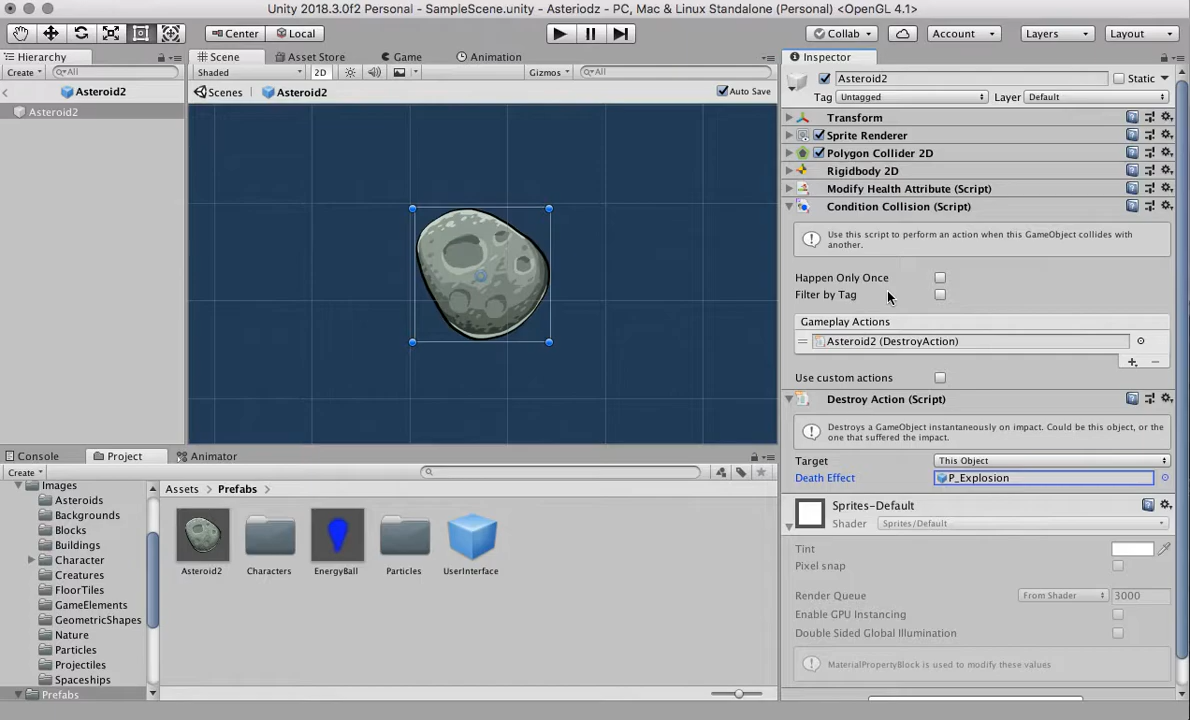 Unity 2018.3.0f2 Personal - SampleScene.unity - Asteriodz - PC, Mac & Linux Standalone (Personal) <OpenGL 4.1>
Center Local Collab Account Layers Layout
Hierarchy
Create All
Asteroid2
Asteroid2
Scene Asset Store Game Animation
Shaded 2D Gizmos All
Scenes Asteroid2 Auto Save
Inspector
Asteroid2 Static
Tag Untagged Layer Default
Transform
Sprite Renderer
Polygon Collider 2D
Rigidbody 2D
Modify Health Attribute (Script)
Condition Collision (Script)
Use this script to perform an action when this GameObject collides with
another.
Happen Only Once
Filter by Tag
Gameplay Actions
Asteroid2 (DestroyAction)
Use custom actions
Destroy Action (Script)
Destroys a GameObject instantaneously on impact. Could be this object, or the
one that suffered the impact.
Target This Object
Death Effect P_Explosion
Sprites-Default
Shader Sprites/Default
Tint
Pixel snap
Render Queue From Shader 3000
Enable GPU Instancing
Double Sided Global Illumination
MaterialPropertyBlock is used to modify these values
Console Project Animator
Create
Images
Asteroids
Backgrounds
Blocks
Buildings
Character
Creatures
FloorTiles
GameElements
GeometricShapes
Nature
Particles
Projectiles
Spaceships
Prefabs
Assets Prefabs
Asteroid2 Characters EnergyBall Particles UserInterface